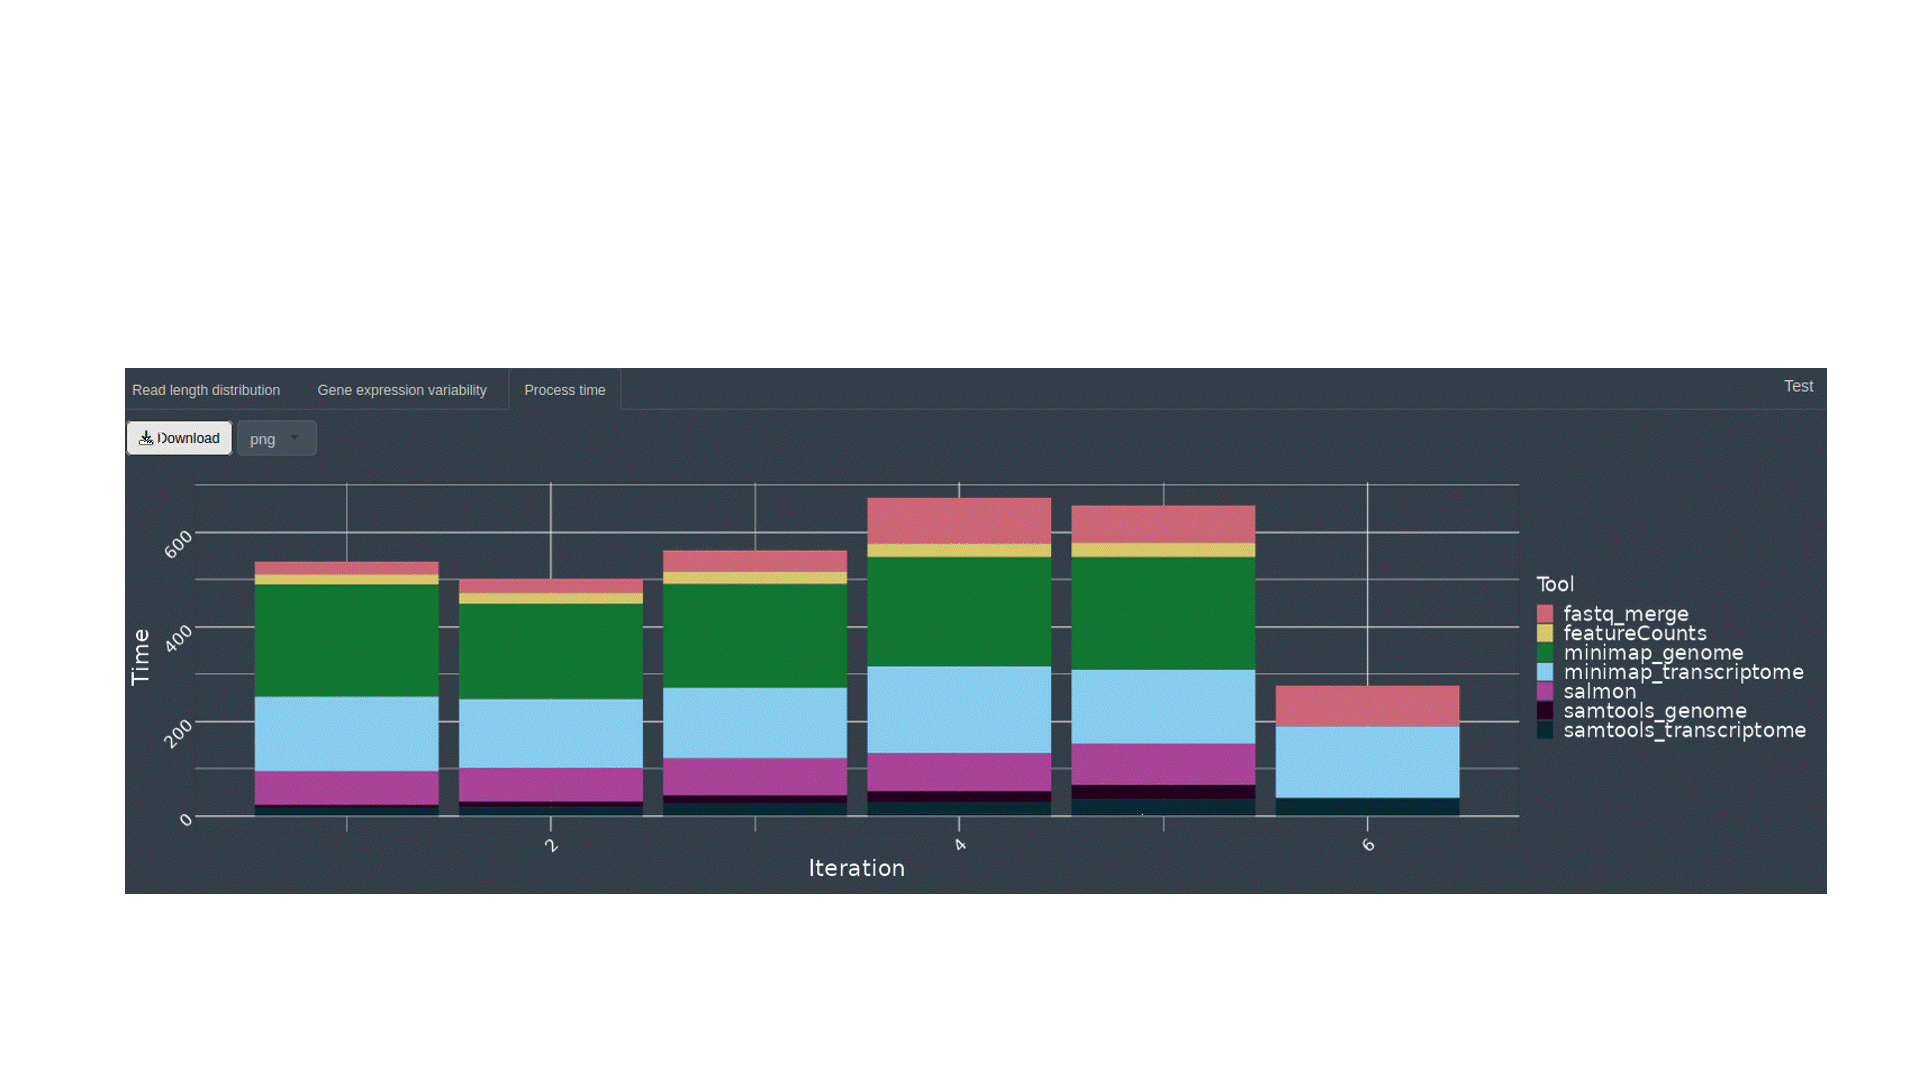 Read length distribution Gene expression variability Process time Test
Download png
600
400
200
0
Time
2 4 6
Iteration
Tool
fastq_merge
featureCounts
minimap_genome
minimap_transcriptome
salmon
samtools_genome
samtools_transcriptome